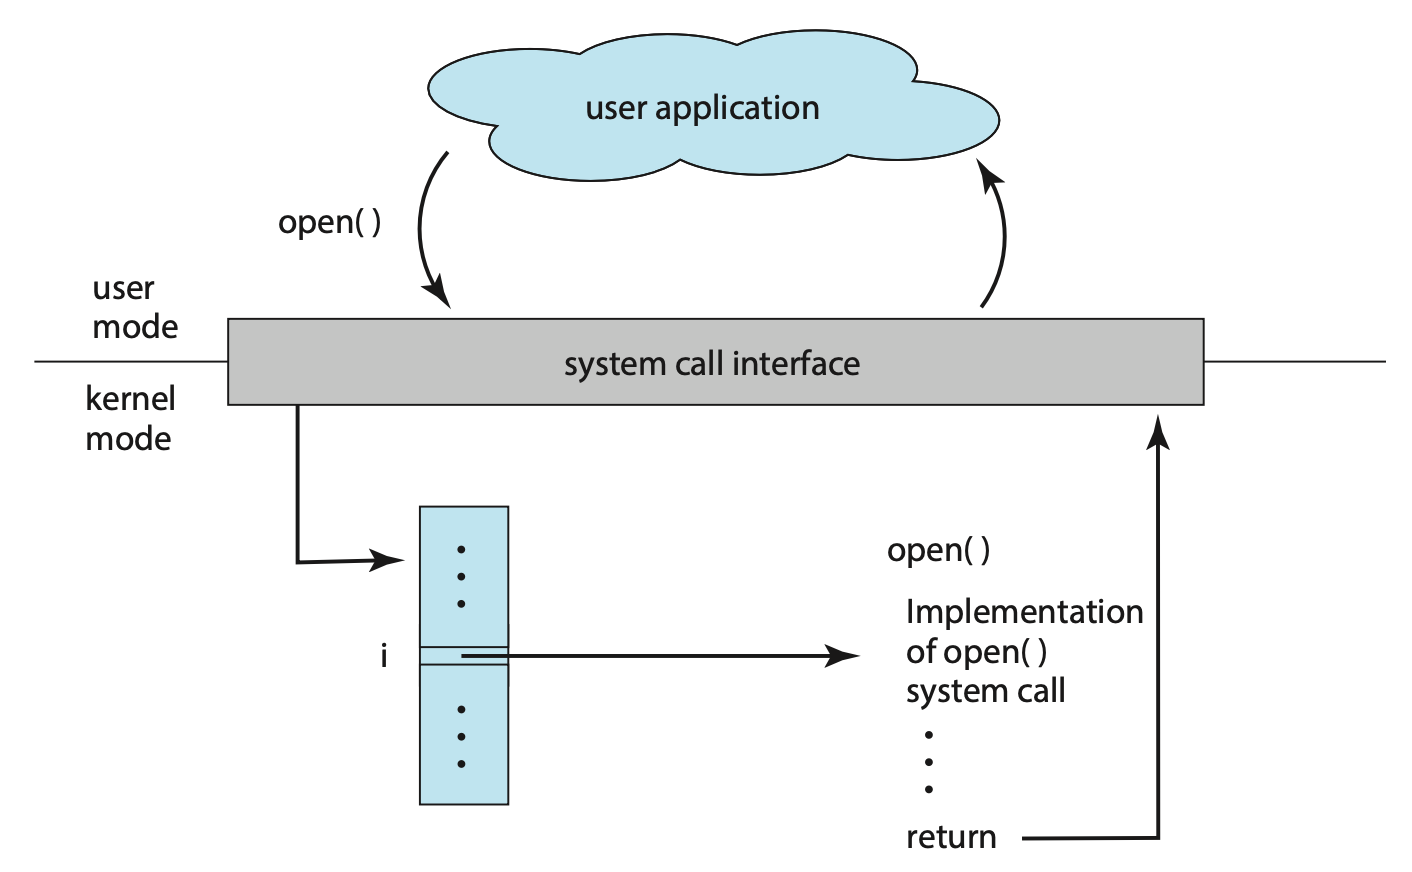 user application
open( )
user
mode
system call interface
kernel
mode
open( )
Implementation
of open( )
system call
i
return